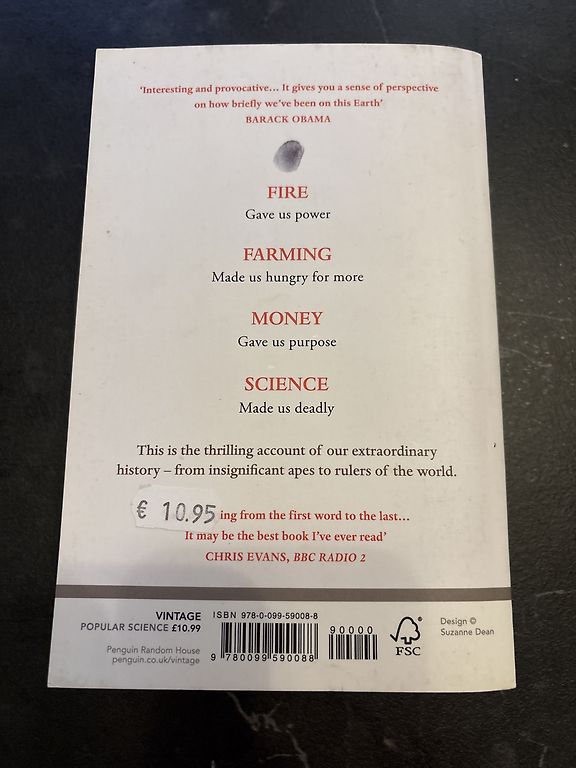 'Interesting and provocative... It gives you a sense of perspective
on how briefly we've been on this Earth'
BARACK OBAMA
FIRE
Gave us power
FARMING
Made us hungry for more
MONEY
Gave us purpose
SCIENCE
Made us deadly
This is the thrilling account of our extraordinary
history – from insignificant apes to rulers of the world.
€ 10.95
ing from the first word to the last...
It may be the best book I've ever read'
CHRIS EVANS, BBC RADIO 2
VINTAGE
POPULAR SCIENCE £10.99
Penguin Random House
penguin.co.uk/vintage
ISBN 978-0-099-59008-8
90000
9 780099 590088
FSC
Design ©
Suzanne Dean